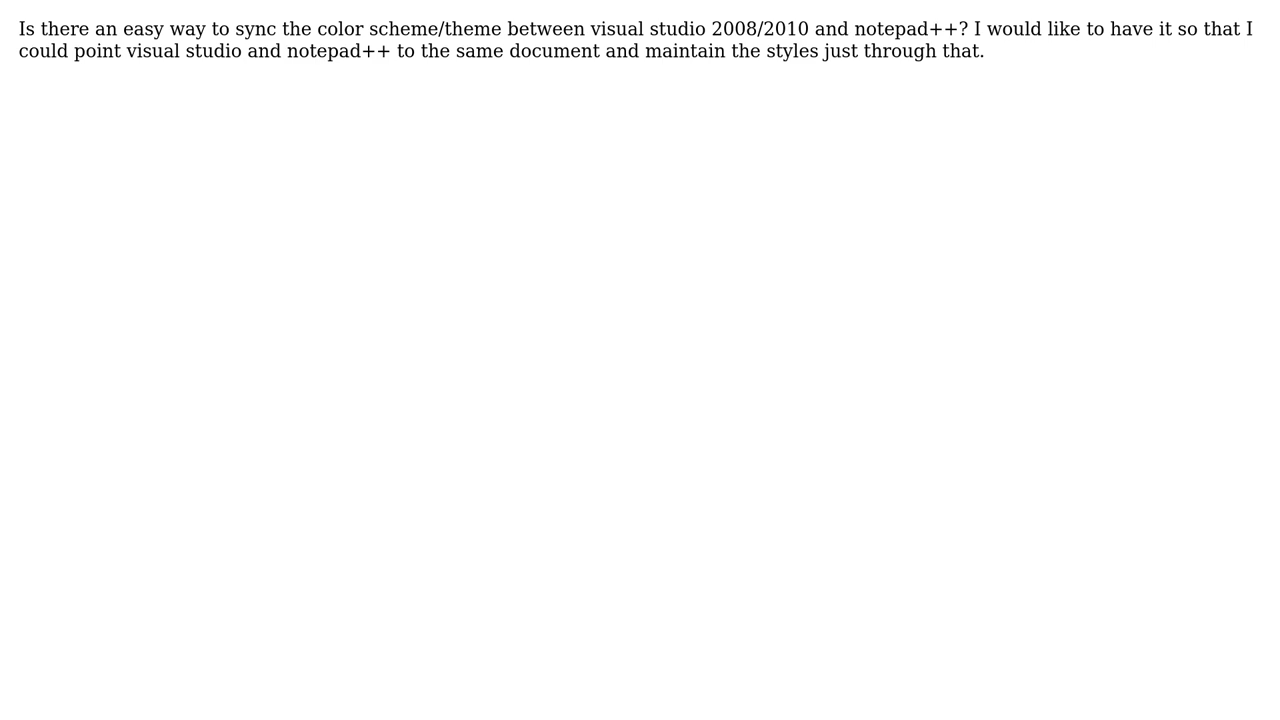 Is there an easy way to sync the color scheme/theme between visual studio 2008/2010 and notepad++? I would like to have it so that I
could point visual studio and notepad++ to the same document and maintain the styles just through that.